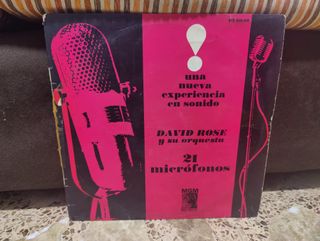 !
una
nueva
experiencia
en sonido
DAVID ROSE
y su orquesta
21
micrófonos
MGM